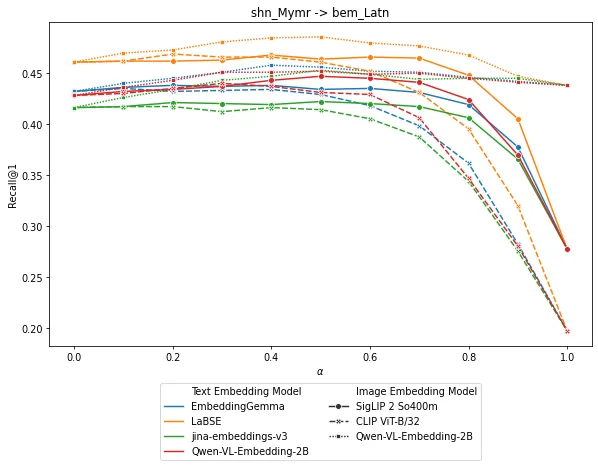 shn_Mymr -> bem_Latn
Recall@1
0.45
0.40
0.35
0.30
0.25
0.20
0.0 0.2 0.4 0.6 0.8 1.0
α
Text Embedding Model Image Embedding Model
EmbeddingGemma SigLIP 2 So400m
LaBSE CLIP ViT-B/32
jina-embeddings-v3 Qwen-VL-Embedding-2B
Qwen-VL-Embedding-2B